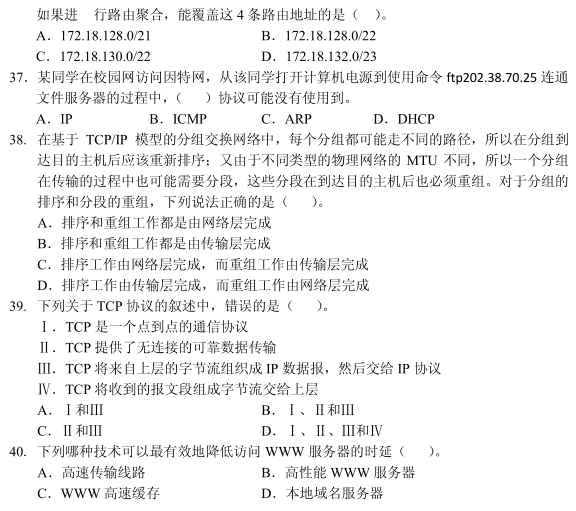 如果进 行路由聚合，能覆盖这 4 条路由地址的是（ ）。
A．172.18.128.0/21 B．172.18.128.0/22
C．172.18.130.0/22 D．172.18.132.0/23
37．某同学在校园网访问因特网，从该同学打开计算机电源到使用命令 ftp202.38.70.25 连通
文件服务器的过程中，（ ）协议可能没有使用到。
A．IP B．ICMP C．ARP D．DHCP
38．在基于 TCP/IP 模型的分组交换网络中，每个分组都可能走不同的路径，所以在分组到
达目的主机后应该重新排序；又由于不同类型的物理网络的 MTU 不同，所以一个分组
在传输的过程中也可能需要分段，这些分段在到达目的主机后也必须重组。对于分组的
排序和分段的重组，下列说法正确的是（ ）。
A．排序和重组工作都是由网络层完成
B．排序和重组工作都是由传输层完成
C．排序工作由网络层完成，而重组工作由传输层完成
D．排序工作由传输层完成，而重组工作由网络层完成
39．下列关于 TCP 协议的叙述中，错误的是（ ）。
Ⅰ．TCP 是一个点到点的通信协议
Ⅱ．TCP 提供了无连接的可靠数据传输
Ⅲ．TCP 将来自上层的字节流组织成 IP 数据报，然后交给 IP 协议
Ⅳ．TCP 将收到的报文段组成字节流交给上层
A．Ⅰ和Ⅲ B．Ⅰ、Ⅱ和Ⅲ
C．Ⅱ和Ⅲ D．Ⅰ、Ⅱ、Ⅲ和Ⅳ
40．下列哪种技术可以最有效地降低访问 WWW 服务器的时延（ ）。
A．高速传输线路 B．高性能 WWW 服务器
C．WWW 高速缓存 D．本地域名服务器